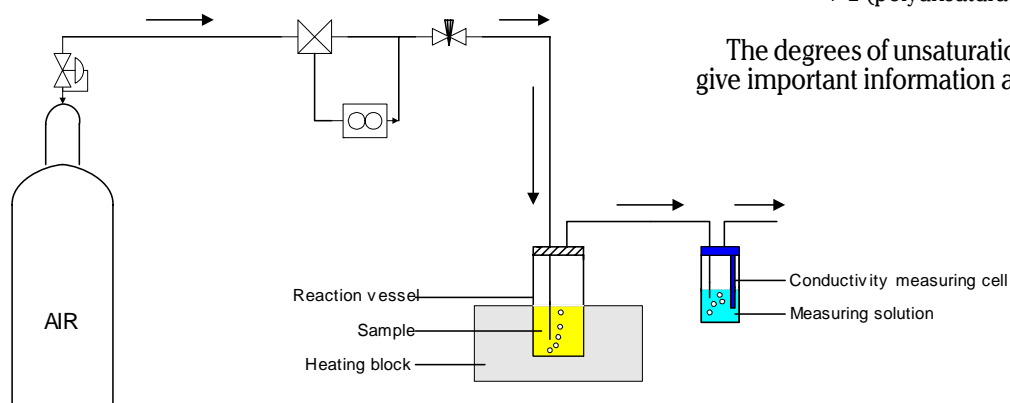 The degrees of unsaturation
give important information a
AIR
Reaction vessel
Sample
Heating block
Conductivity measuring cell
Measuring solution